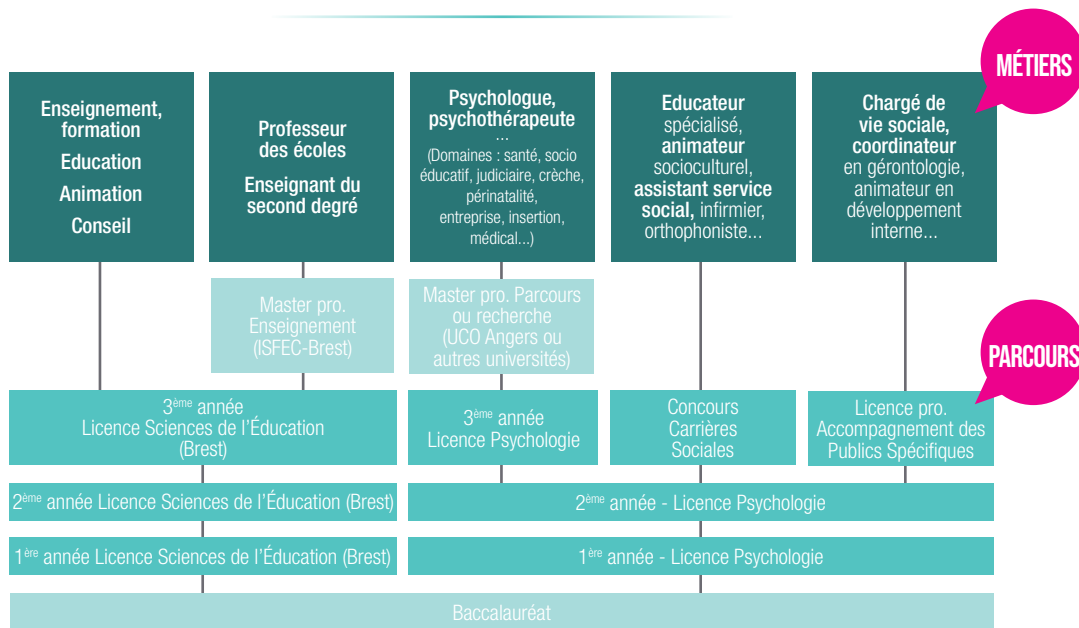 MÉTIERS
Enseignement,
formation
Education
Animation
Conseil
Professeur
des écoles
Enseignant du
second degré
Psychologue,
psychothérapeute
...
(Domaines : santé, socio
éducatif, judiciaire, crèche,
périnatalité,
entreprise, insertion,
médical...)
Educateur
spécialisé,
animateur
socioculturel,
assistant service
social, infirmier,
orthophoniste...
Chargé de
vie sociale,
coordinateur
en gérontologie,
animateur en
développement
interne...
Master pro.
Enseignement
(ISFEC-Brest)
Master pro. Parcours
ou recherche
(UCO Angers ou
autres universités)
PARCOURS
3ème année
Licence Sciences de l'Éducation
(Brest)
3ème année
Licence Psychologie
Concours
Carrières
Sociales
Licence pro.
Accompagnement des
Publics Spécifiques
2ème année Licence Sciences de l'Éducation (Brest)
2ème année - Licence Psychologie
1ère année Licence Sciences de l'Éducation (Brest)
1ère année - Licence Psychologie
Baccalauréat